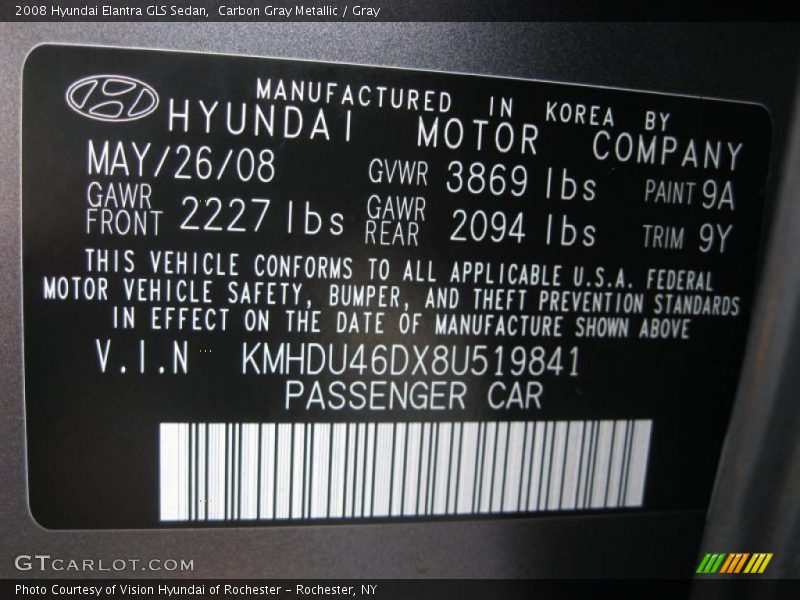 2008 Hyundai Elantra GLS Sedan,  Carbon Gray Metallic / Gray
MANUFACTURED IN KOREA BY
HYUNDAI MOTOR COMPANY
MAY/26/08 GVWR 3869 lbs PAINT 9A
GAWR FRONT 2227 lbs GAWR REAR 2094 lbs TRIM 9Y
THIS VEHICLE CONFORMS TO ALL APPLICABLE U.S.A. FEDERAL
MOTOR VEHICLE SAFETY, BUMPER, AND THEFT PREVENTION STANDARDS
IN EFFECT ON THE DATE OF MANUFACTURE SHOWN ABOVE
V.I.N KMHDU46DX8U519841
PASSENGER CAR
GTCARLOT.COM
Photo Courtesy of Vision Hyundai of Rochester – Rochester, NY